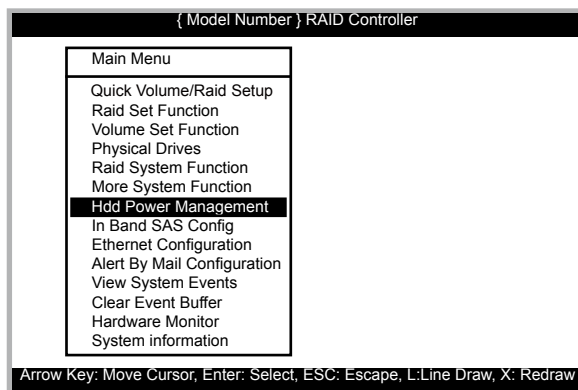 { Model Number } RAID Controller
Main Menu
Quick Volume/Raid Setup
Raid Set Function
Volume Set Function
Physical Drives
Raid System Function
More System Function
Hdd Power Management
In Band SAS Config
Ethernet Configuration
Alert By Mail Configuration
View System Events
Clear Event Buffer
Hardware Monitor
System information
Arrow Key: Move Cursor, Enter: Select, ESC: Escape, L:Line Draw, X: Redraw